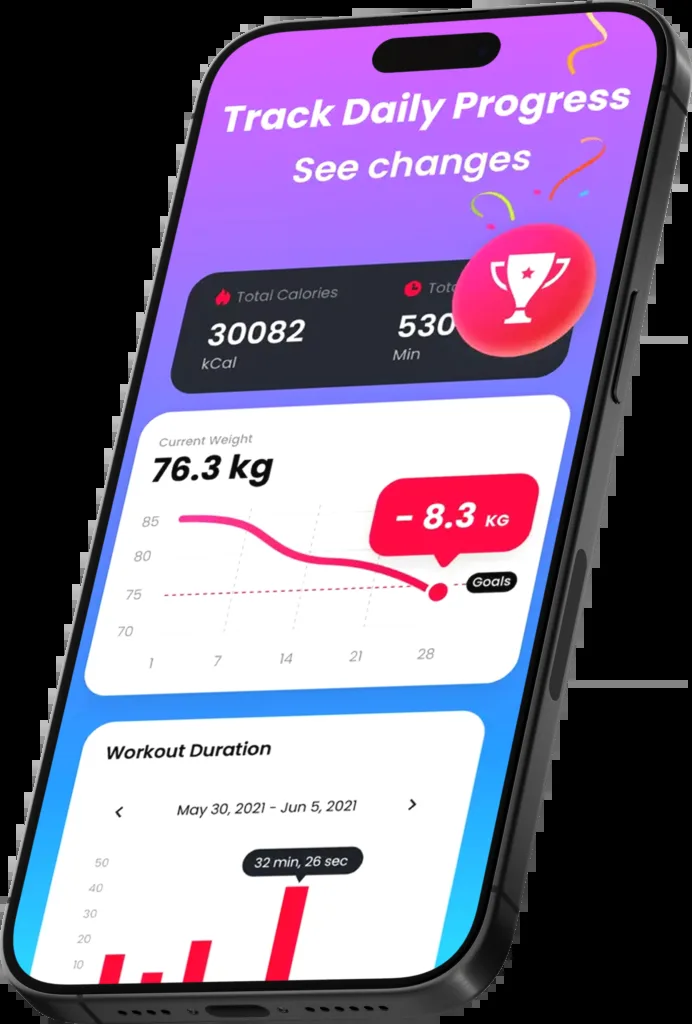 Track Daily Progress
See changes
Total Calories
30082
kCal
530
Min
Current Weight
76.3 kg
- 8.3 KG
85
80
75
70
Goals
1 7 14 21 28
Workout Duration
< May 30, 2021 - Jun 5, 2021 >
32 min, 26 sec
50
40
30
20
10